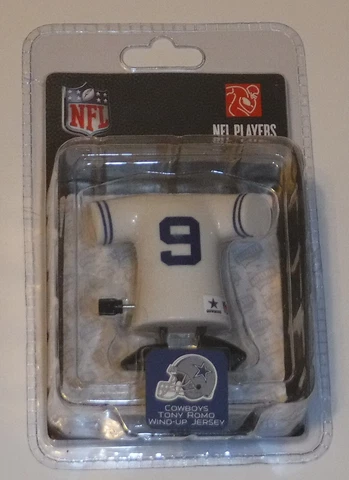 NFL
NFL PLAYERS
9
COWBOYS
TONY ROMO
WIND-UP JERSEY